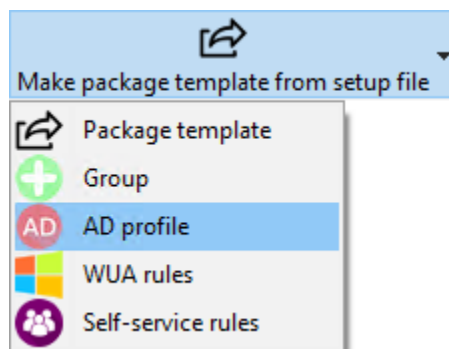 Make package template from setup file
Package template
Group
AD
AD profile
WUA rules
Self-service rules